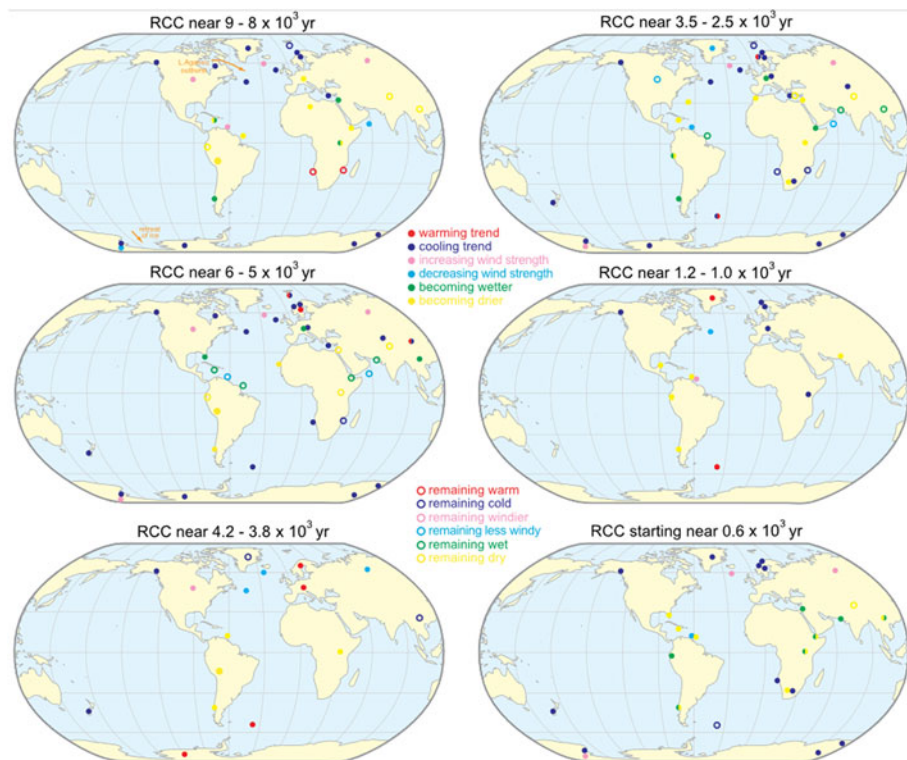 RCC near 9 - 8 x 10³ yr
L.Agassiz
outburst
retreat
of ice
RCC near 3.5 - 2.5 x 10³ yr
warming trend
cooling trend
increasing wind strength
decreasing wind strength
becoming wetter
becoming drier
RCC near 6 - 5 x 10³ yr
RCC near 1.2 - 1.0 x 10³ yr
remaining warm
remaining cold
remaining windier
remaining less windy
remaining wet
remaining dry
RCC near 4.2 - 3.8 x 10³ yr
RCC starting near 0.6 x 10³ yr